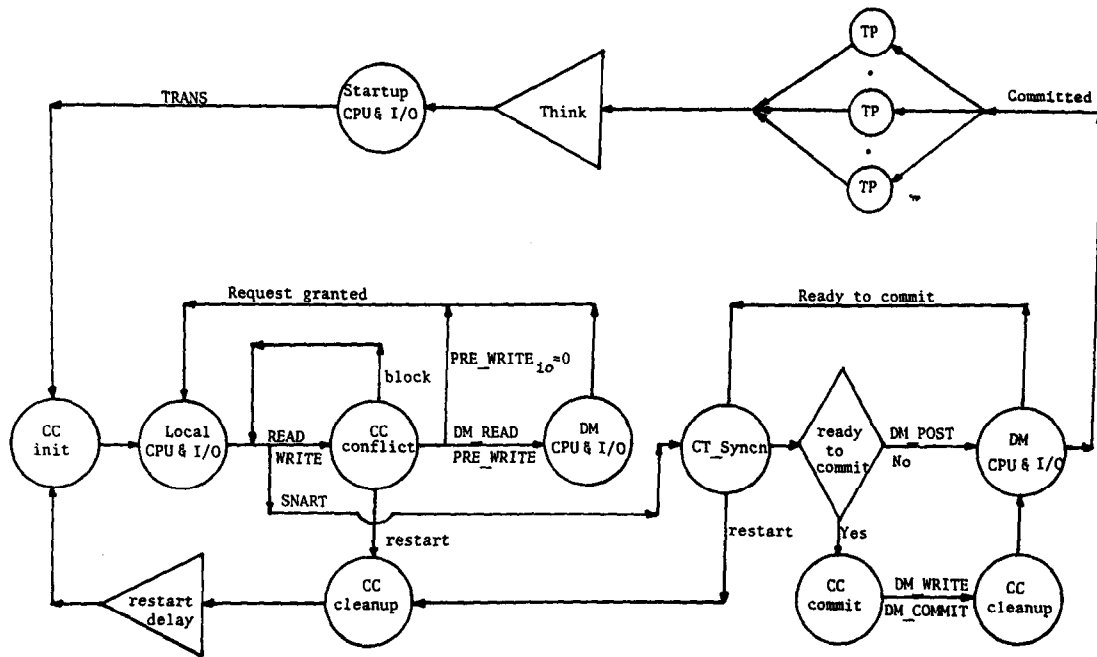 TP
Startup
CPU & I/O
TRANS
Think
TP
Committed
TP
Request granted
Ready to commit
PRE_WRITE io=0
block
CC
init
Local
CPU & I/O
READ
WRITE
CC
conflict
DM_READ
PRE_WRITE
DM
CPU & I/O
CT_Syncn
ready
to
commit
DM_POST
No
DM
CPU & I/O
SNART
restart
restart
Yes
restart
delay
CC
cleanup
CC
commit
DM_WRITE
DM_COMMIT
CC
cleanup